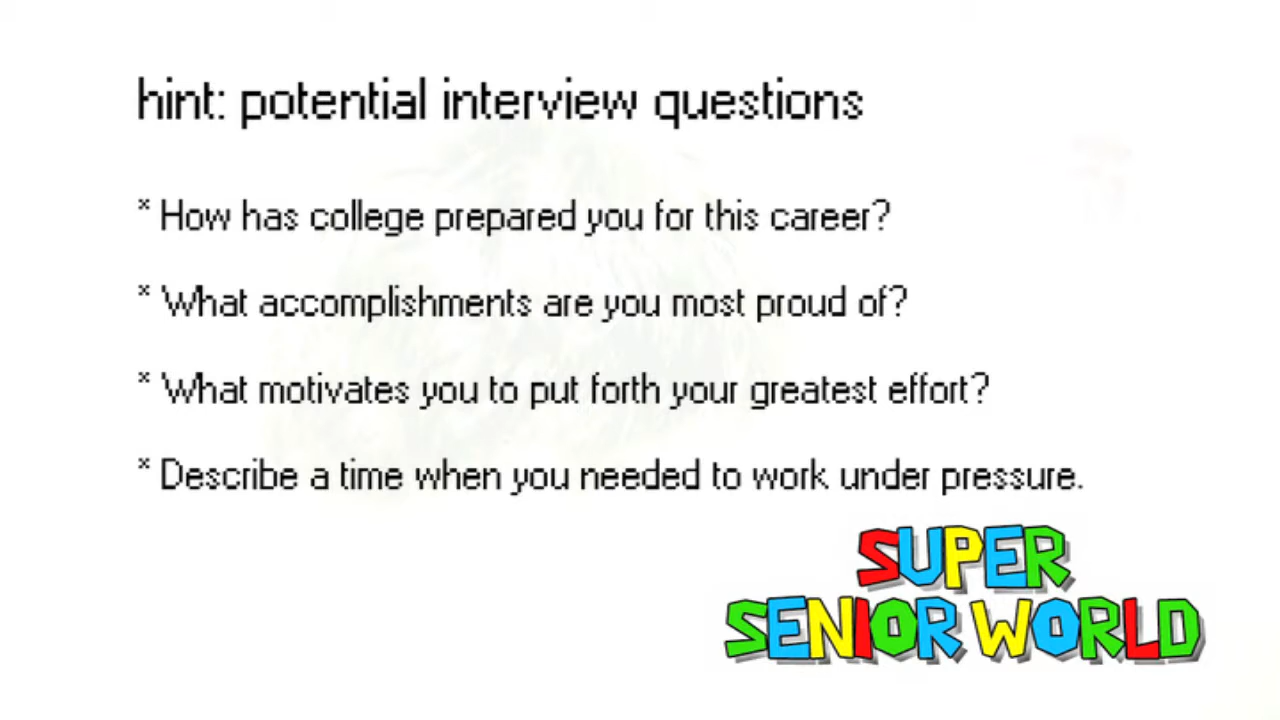 hint: potential interview questions
* How has college prepared you for this career?
* What accomplishments are you most proud of?
* What motivates you to put forth your greatest effort?
* Describe a time when you needed to work under pressure.
SUPER
SENIOR WORLD